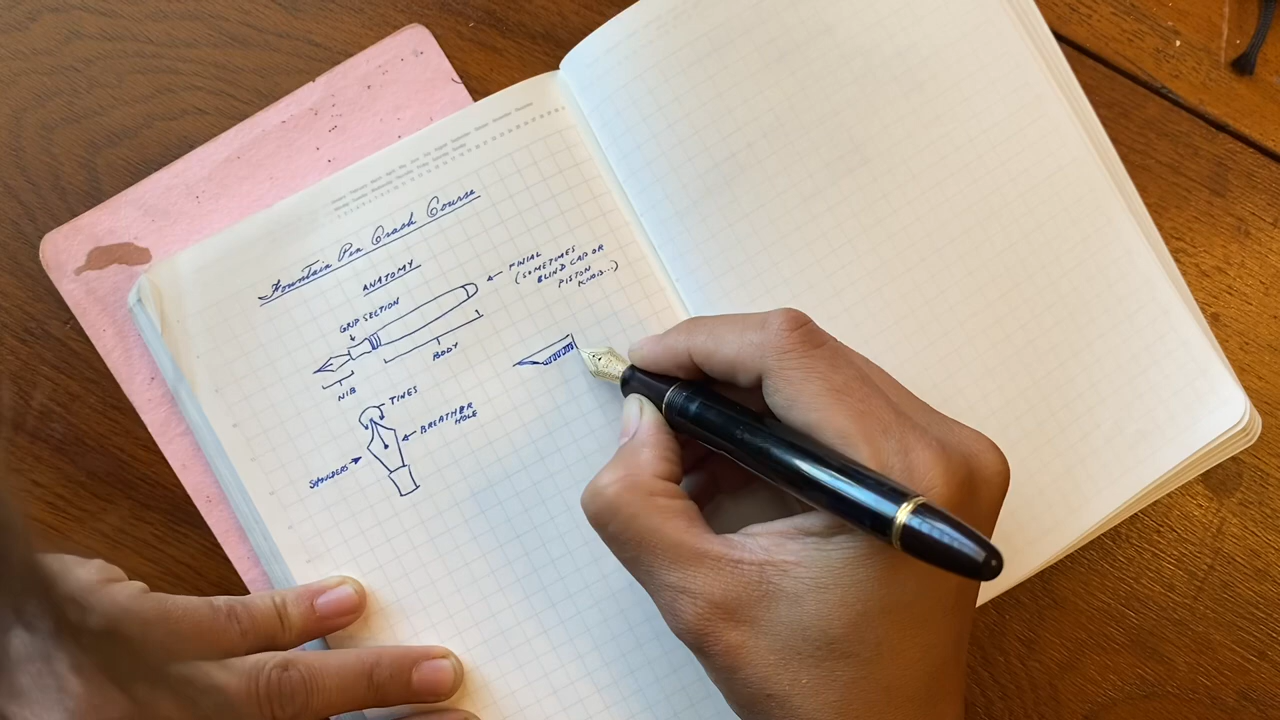 Fountain Pen Crash Course
ANATOMY
GRIP SECTION
← FINIAL
(SOMETIMES
BLIND CAP OR
PISTON
KNOB...)
BODY
NIB
TINES
← BREATHER
HOLE
SHOULDERS →